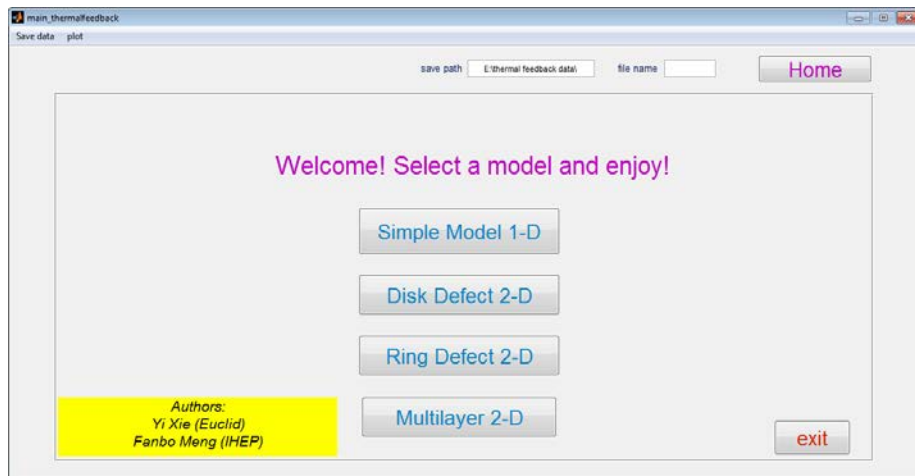 main_thermalfeedback
Save data plot
save path E:\thermal feedback data\ file name Home
Welcome! Select a model and enjoy!
Simple Model 1-D
Disk Defect 2-D
Ring Defect 2-D
Multilayer 2-D
Authors:
Yi Xie (Euclid)
Fanbo Meng (IHEP)
exit